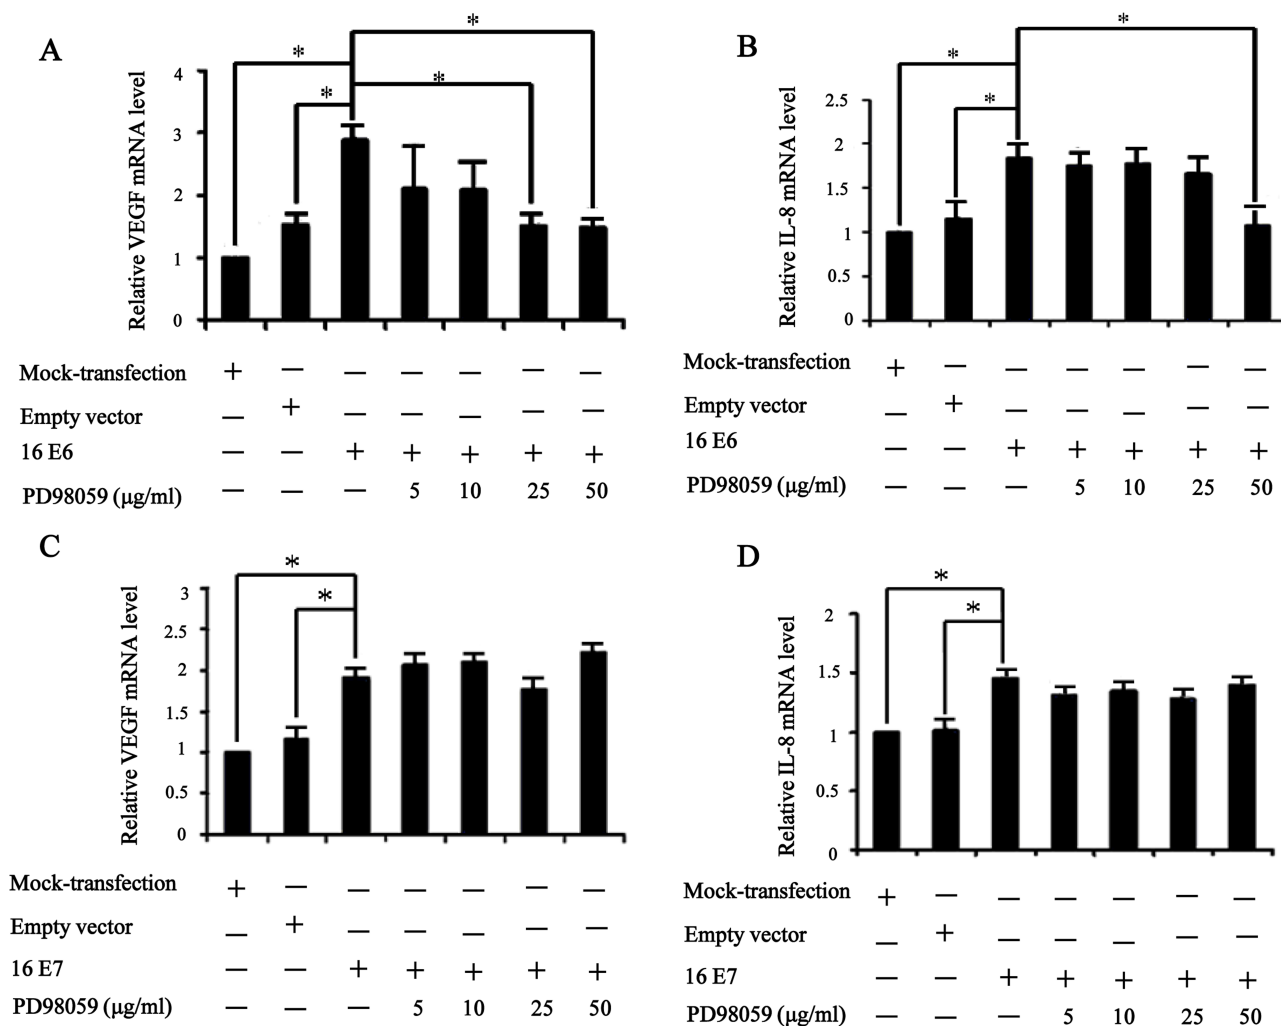 A
*
*
*
*
Relative VEGF mRNA level
4
3
2
1
0
Mock-transfection + — — — — — —
Empty vector — + — — — — —
16 E6 — — + + + + +
PD98059 (μg/ml) — — — 5 10 25 50
B
*
*
*
Relative IL-8 mRNA level
2.5
2
1.5
1
0.5
0
Mock-transfection + — — — — — —
Empty vector — + — — — — —
16 E6 — — + + + + +
PD98059 (μg/ml) — — — 5 10 25 50
C
*
*
Relative VEGF mRNA level
3
2.5
2
1.5
1
0.5
0
Mock-transfection + — — — — — —
Empty vector — + — — — — —
16 E7 — — + + + + +
PD98059 (μg/ml) — — — 5 10 25 50
D
*
*
Relative IL-8 mRNA level
2
1.5
1
0.5
0
Mock-transfection + — — — — — —
Empty vector — + — — — — —
16 E7 — — + + + + +
PD98059 (μg/ml) — — — 5 10 25 50